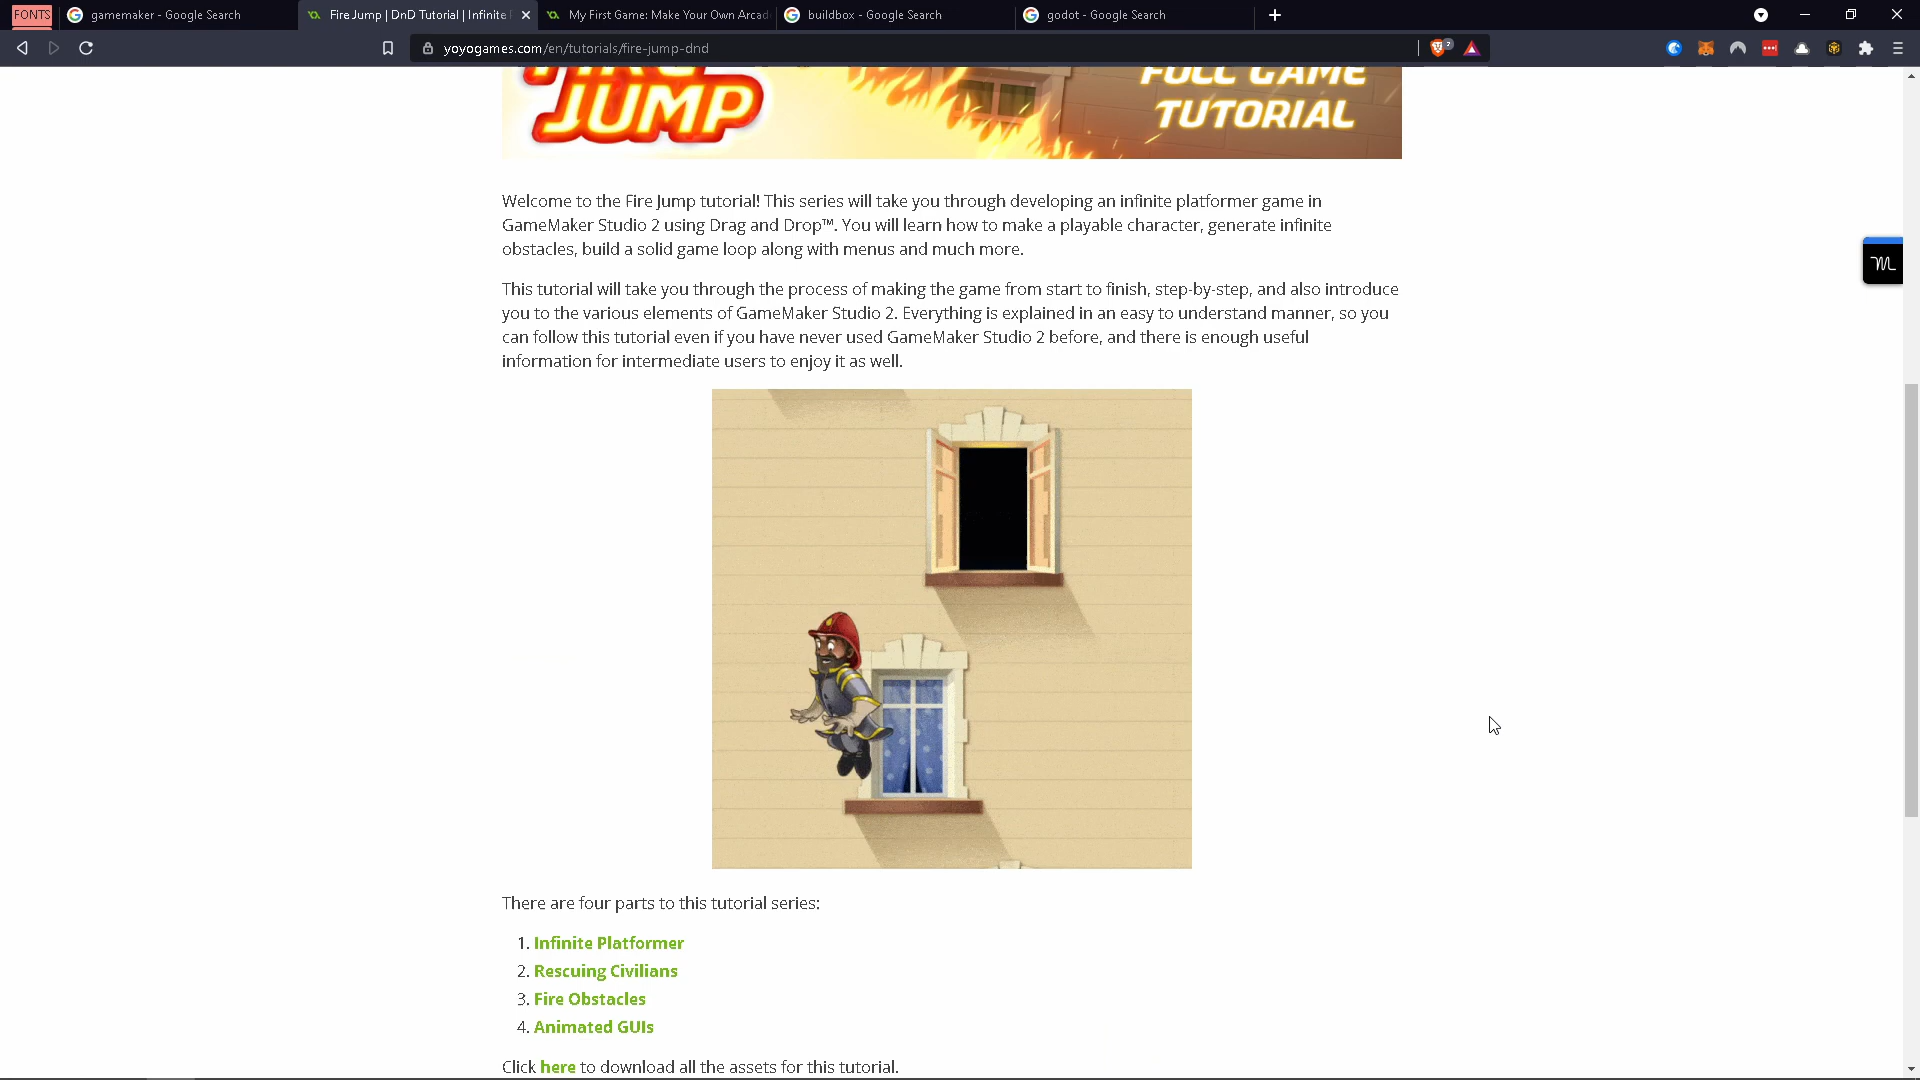 FONTS
gamemaker - Google Search
Fire Jump | DnD Tutorial | Infinite
My First Game: Make Your Own Arcad
buildbox - Google Search
godot - Google Search
yoyogames.com/en/tutorials/fire-jump-dnd
JUMP
FULL GAME
TUTORIAL
Welcome to the Fire Jump tutorial! This series will take you through developing an infinite platformer game in
GameMaker Studio 2 using Drag and Drop™. You will learn how to make a playable character, generate infinite
obstacles, build a solid game loop along with menus and much more.
This tutorial will take you through the process of making the game from start to finish, step-by-step, and also introduce
you to the various elements of GameMaker Studio 2. Everything is explained in an easy to understand manner, so you
can follow this tutorial even if you have never used GameMaker Studio 2 before, and there is enough useful
information for intermediate users to enjoy it as well.
There are four parts to this tutorial series:
1. Infinite Platformer
2. Rescuing Civilians
3. Fire Obstacles
4. Animated GUIs
Click here to download all the assets for this tutorial.